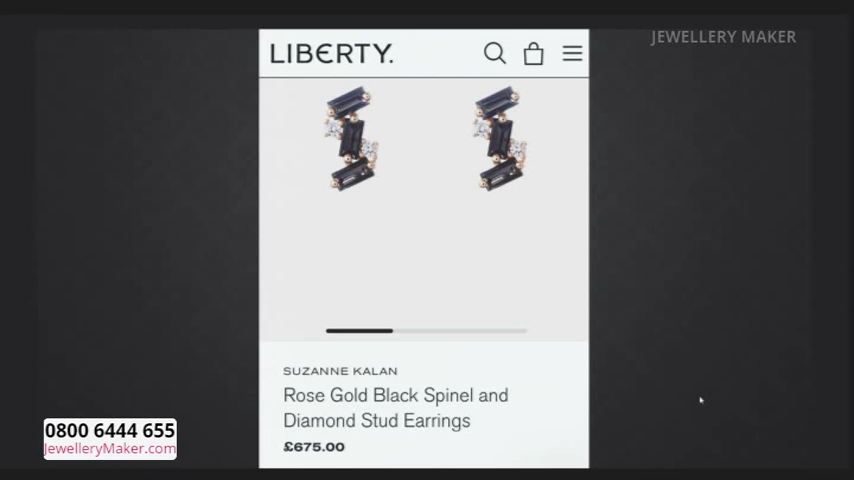 LIBERTY.
JEWELLERY MAKER
SUZANNE KALAN
Rose Gold Black Spinel and
Diamond Stud Earrings
£675.00
0800 6444 655
JewelleryMaker.com